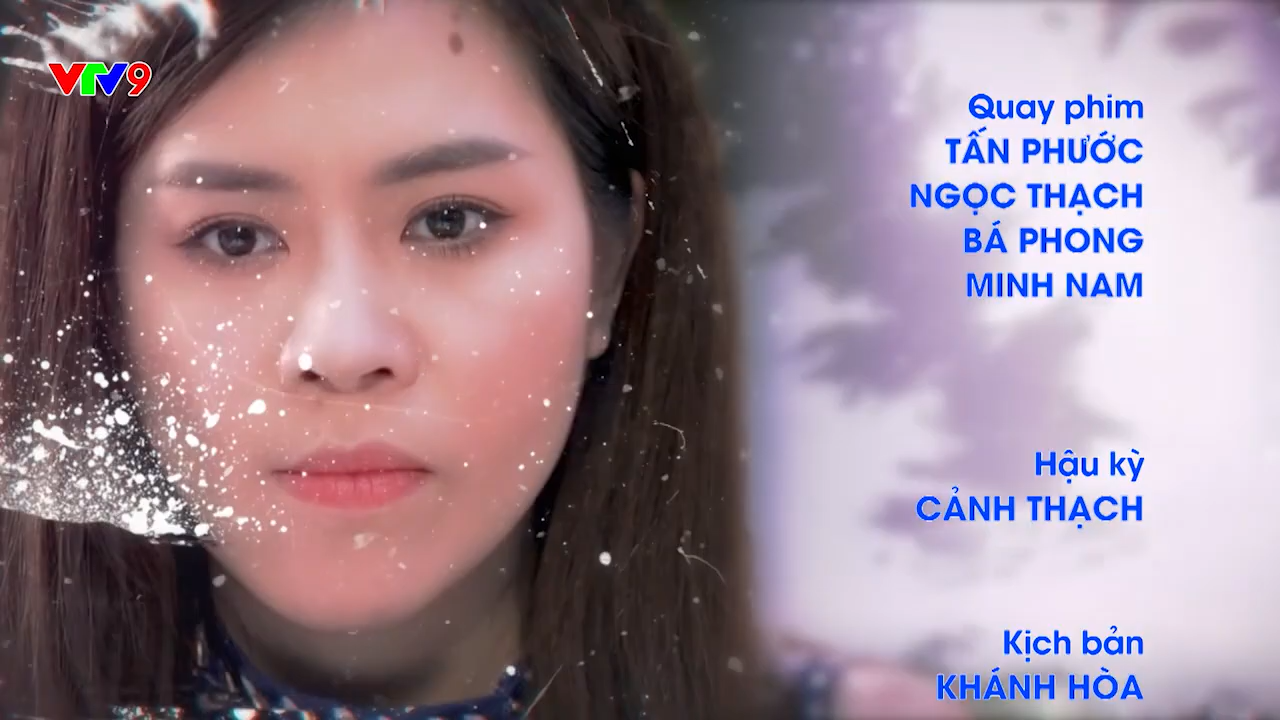 VTV9
Quay phim
TẤN PHƯỚC
NGỌC THẠCH
BÁ PHONG
MINH NAM
Hậu kỳ
CẢNH THẠCH
Kịch bản
KHÁNH HÒA